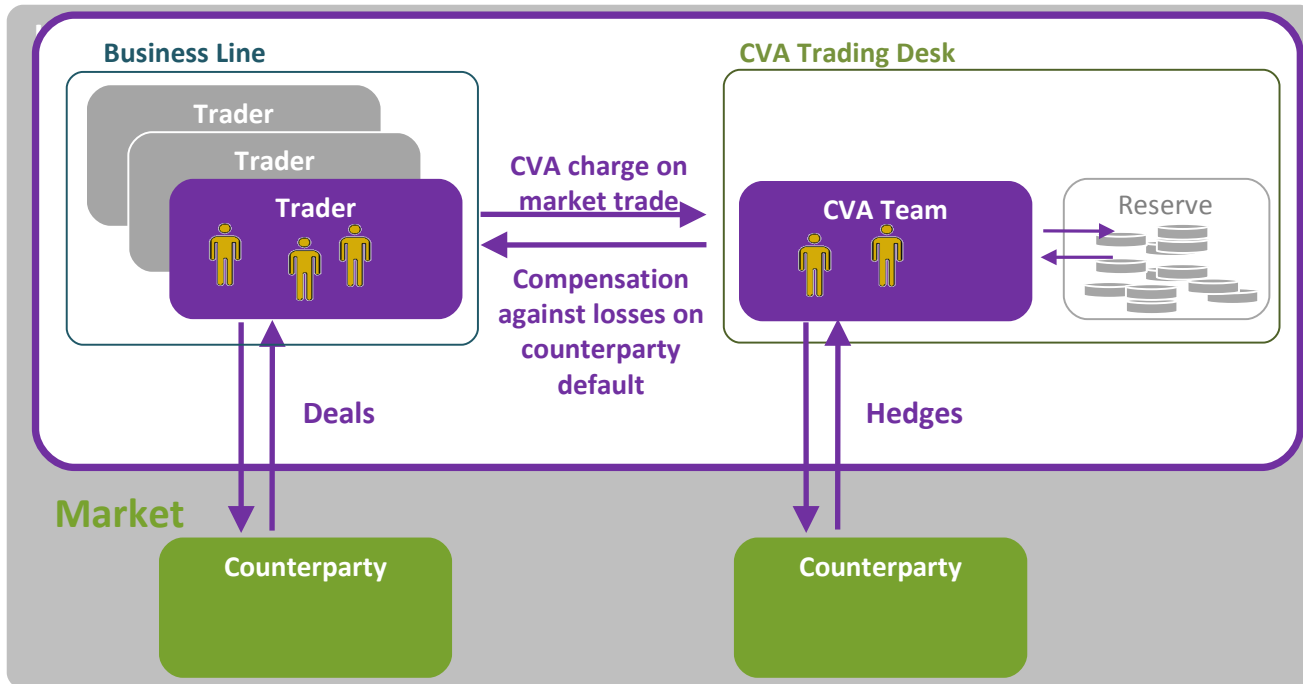 Business Line
CVA Trading Desk
Trader
Trader
Trader
CVA charge on
market trade
Compensation
against losses on
counterparty
default
CVA Team
Reserve
Deals
Hedges
Market
Counterparty
Counterparty